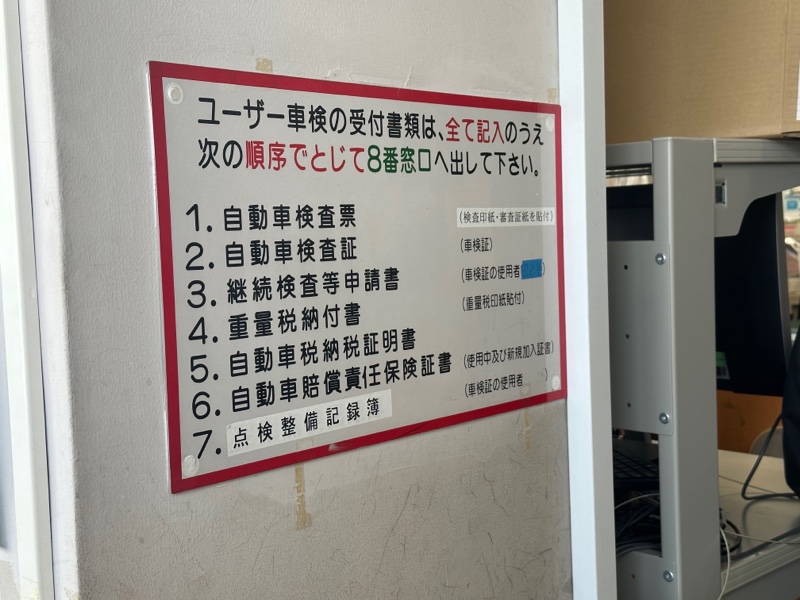 ユーザー車検の受付書類は、全て記入のうえ
次の順序でとじて8番窓口へ出して下さい。
1. 自動車検査票 (検査印紙・審査証紙を貼付)
2. 自動車検査証 (車検証)
3. 継続検査等申請書 (車検証の使用者
4. 重量税納付書 (重量税印紙貼付)
5. 自動車税納税証明書
6. 自動車賠償責任保険証書 (使用中及び新規加入証書)
7. 点検整備記録簿 (車検証の使用者 )